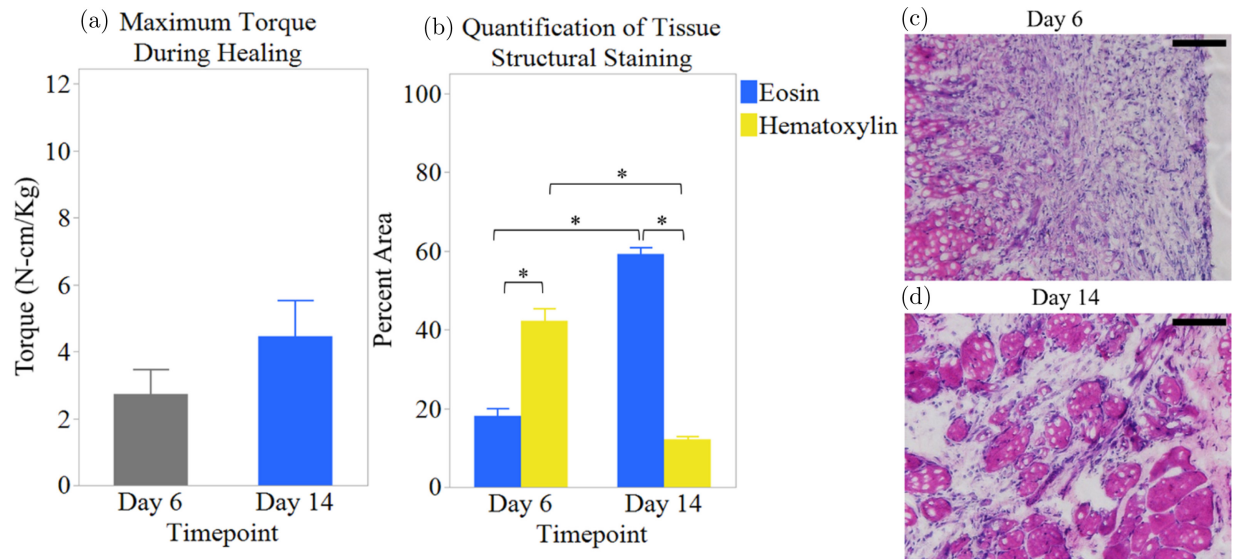 (a) Maximum Torque
During Healing
Torque (N-cm/Kg)
12
10
8
6
4
2
0
Day 6
Day 14
Timepoint
(b) Quantification of Tissue
Structural Staining
Eosin
Hematoxylin
Percent Area
100
80
60
40
20
0
*
*
*
*
Day 6
Day 14
Timepoint
(c) Day 6
(d) Day 14